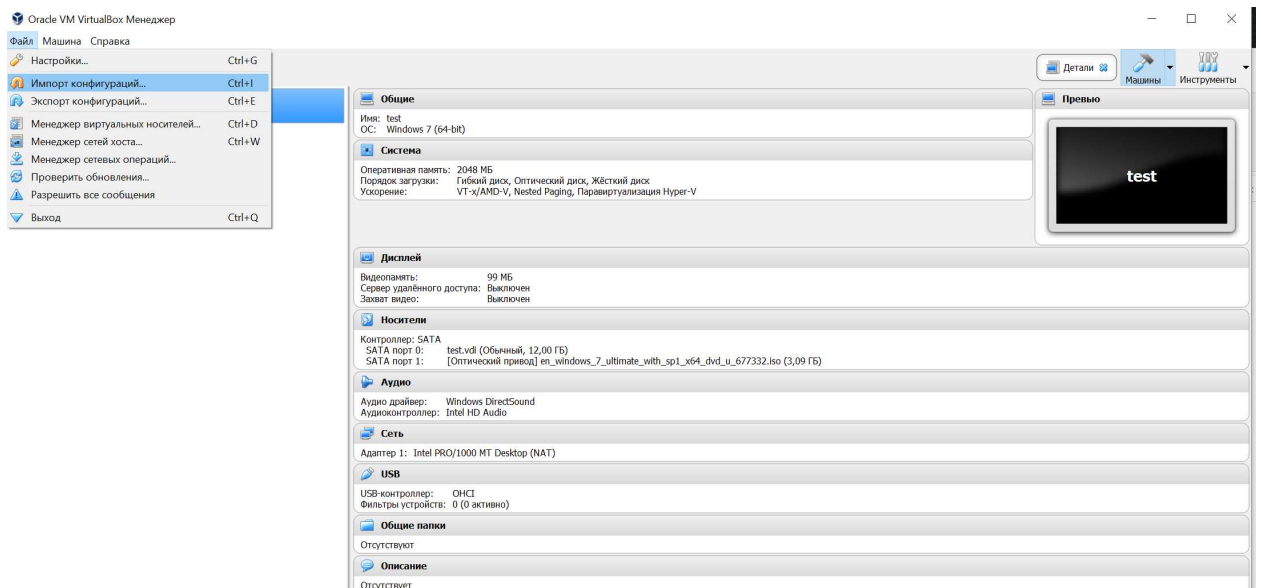 Oracle VM VirtualBox Менеджер
Файл Машина Справка
Настройки... Ctrl+G
Импорт конфигураций... Ctrl+I
Экспорт конфигураций... Ctrl+E
Менеджер виртуальных носителей... Ctrl+D
Менеджер сетей хоста... Ctrl+W
Менеджер сетевых операций...
Проверить обновления...
Разрешить все сообщения
Выход Ctrl+Q
Детали
Машины
Инструменты
Общие
Имя: test
ОС: Windows 7 (64-bit)
Система
Оперативная память: 2048 МБ
Порядок загрузки: Гибкий диск, Оптический диск, Жёсткий диск
Ускорение: VT-x/AMD-V, Nested Paging, Паравиртуализация Hyper-V
Превью
test
Дисплей
Видеопамять: 99 МБ
Сервер удалённого доступа: Выключен
Захват видео: Выключен
Носители
Контроллер: SATA
SATA порт 0: test.vdi (Обычный, 12,00 ГБ)
SATA порт 1: [Оптический привод] en_windows_7_ultimate_with_sp1_x64_dvd_u_677332.iso (3,09 ГБ)
Аудио
Аудио драйвер: Windows DirectSound
Аудиоконтроллер: Intel HD Audio
Сеть
Адаптер 1: Intel PRO/1000 MT Desktop (NAT)
USB
USB-контроллер: OHCI
Фильтры устройств: 0 (0 активно)
Общие папки
Отсутствуют
Описание
Отсутствует